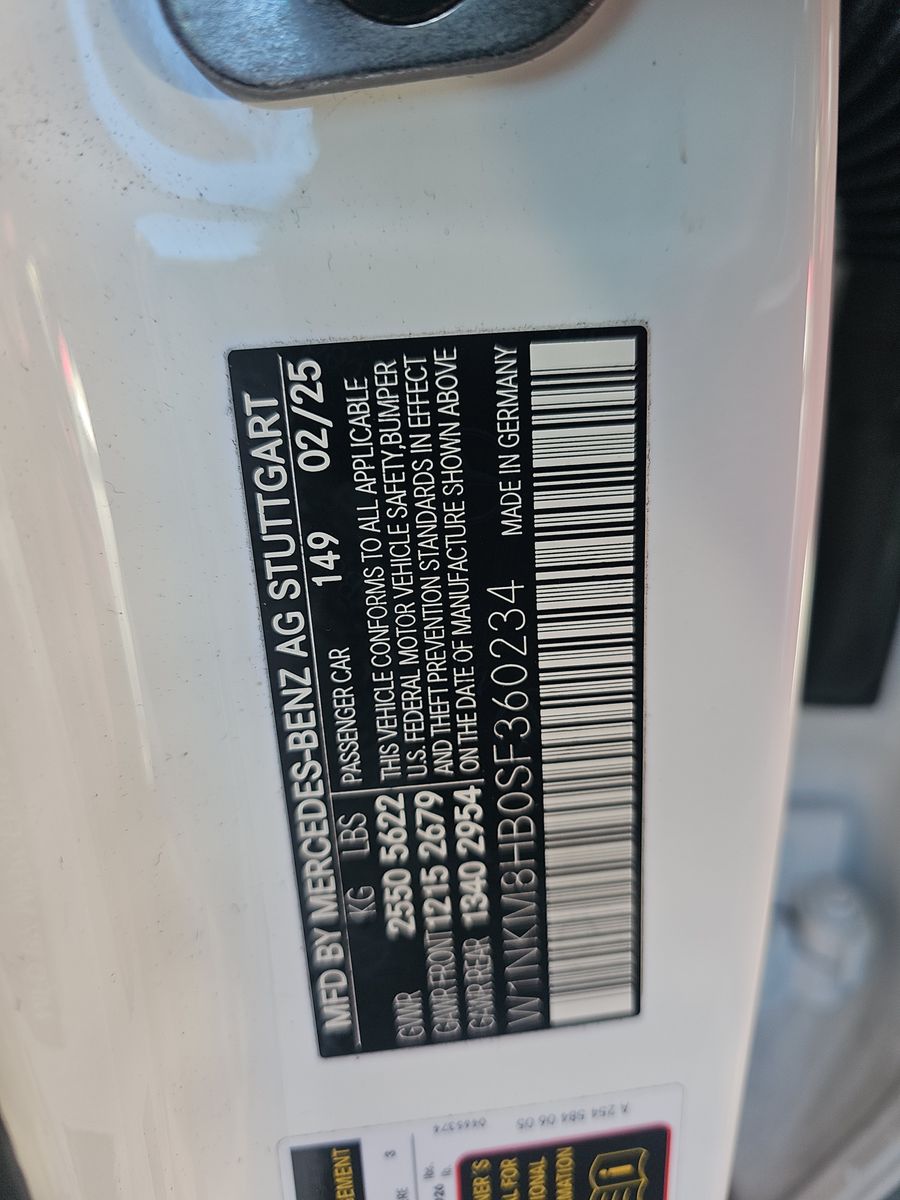 MFD BY MERCEDES-BENZ AG STUTTGART
KG LBS
149 02/25
PASSENGER CAR
GVWR 2550 5622
GAWR FRONT 1215 2679
GAWR REAR 1340 2954
THIS VEHICLE CONFORMS TO ALL APPLICABLE
U.S. FEDERAL MOTOR VEHICLE SAFETY,BUMPER
AND THEFT PREVENTION STANDARDS IN EFFECT
ON THE DATE OF MANUFACTURE SHOWN ABOVE
W1NKM8HB0SF360234
MADE IN GERMANY
A 254 584 06 05